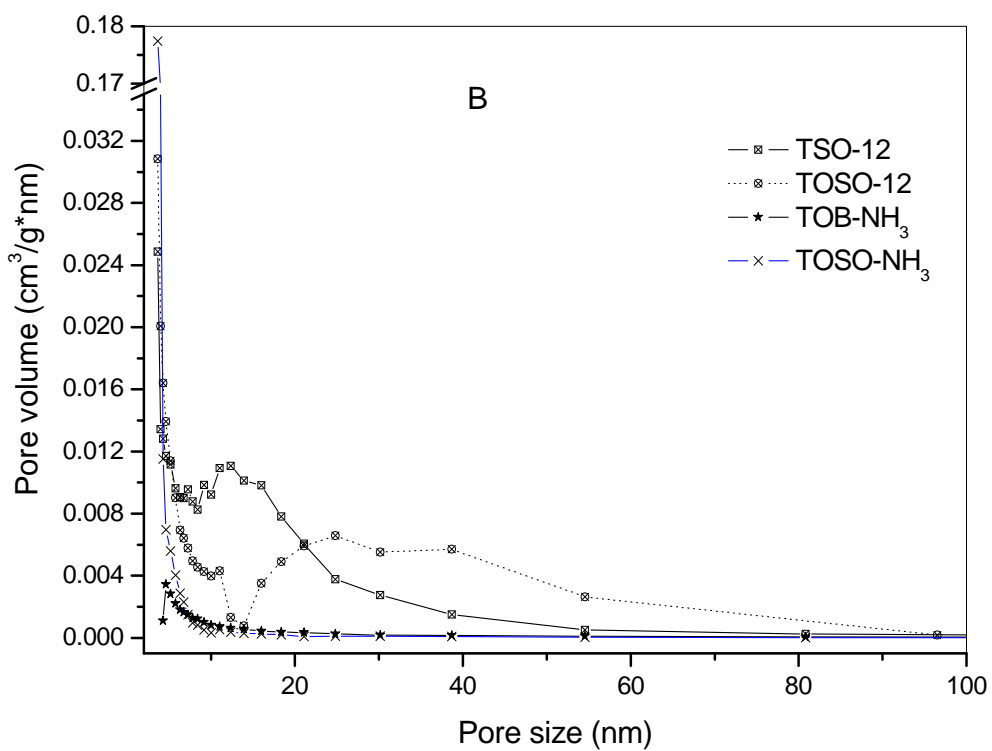 0.18
0.17
B
0.032
0.028
0.024
0.020
0.016
0.012
0.008
0.004
0.000
Pore volume (cm³/g*nm)
TSO-12
TOSO-12
TOB-NH₃
TOSO-NH₃
20
40
60
80
100
Pore size (nm)